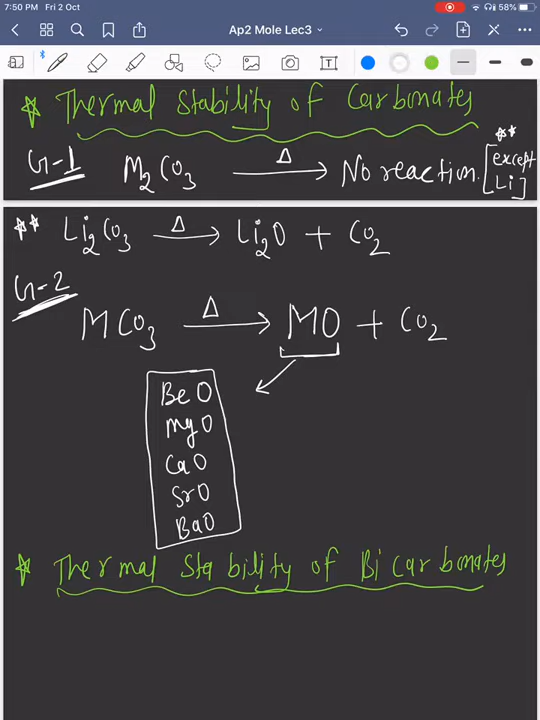 7:50 PM Fri 2 Oct 58%
Ap2 Mole Lec3
T
Thermal Stability of Carbonates
G-1 M2CO3 Δ No reaction. [except Li]
**
Li2CO3 Δ Li2O + CO2
G-2
MCO3 Δ MO + CO2
BeO
MgO
CaO
SrO
BaO
Thermal Stability of Bicarbonates